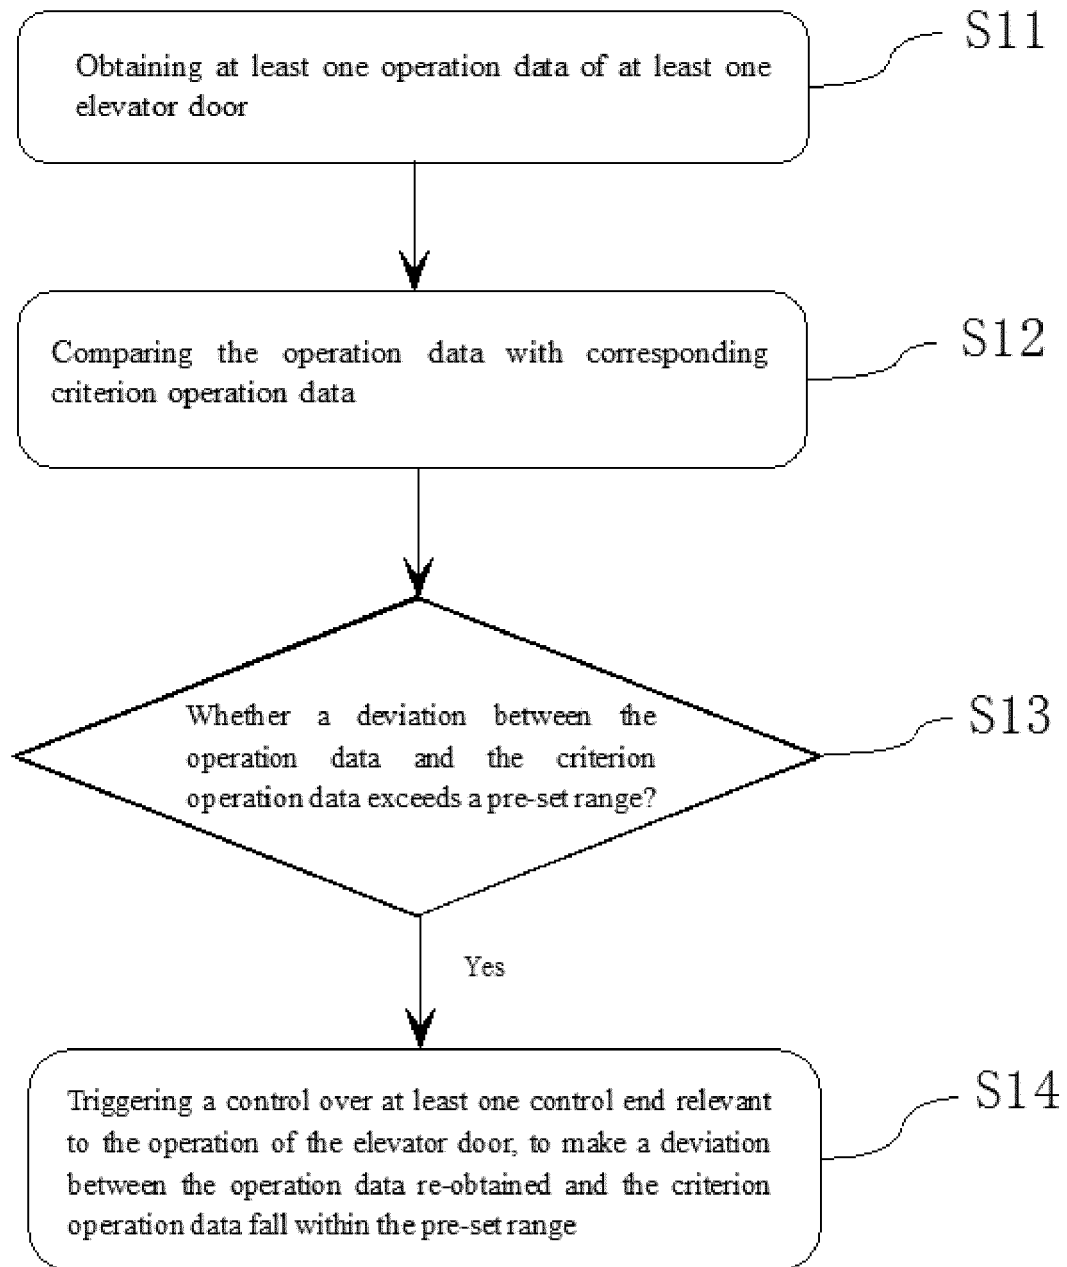 S11
Obtaining at least one operation data of at least one
elevator door
S12
Comparing the operation data with corresponding
criterion operation data
S13
Whether a deviation between the
operation data and the criterion
operation data exceeds a pre-set range?
Yes
S14
Triggering a control over at least one control end relevant
to the operation of the elevator door, to make a deviation
between the operation data re-obtained and the criterion
operation data fall within the pre-set range